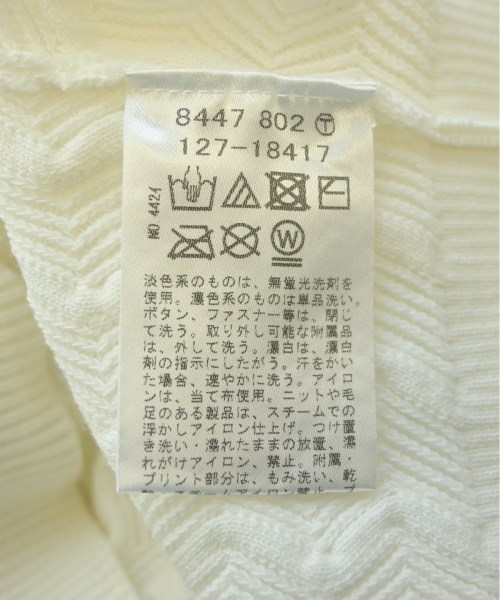 8447 802 Ⓣ
127-18417
NO 4424
W
淡色系のものは、無蛍光洗剤を
使用。濃色系のものは単品洗い。
ボタン、ファスナー等は、閉じ
て洗う。取り外し可能な附属品
は、外して洗う。漂白は、漂白
剤の指示にしたがう。汗をかい
た場合、速やかに洗う。アイロ
ンは、当て布使用。ニットや毛
足のある製品は、スチームでの
浮かしアイロン仕上げ。つけ置
き洗い・濡れたままの放置、濡
れがけアイロン、禁止。附属・
プリント部分は、もみ洗い、乾